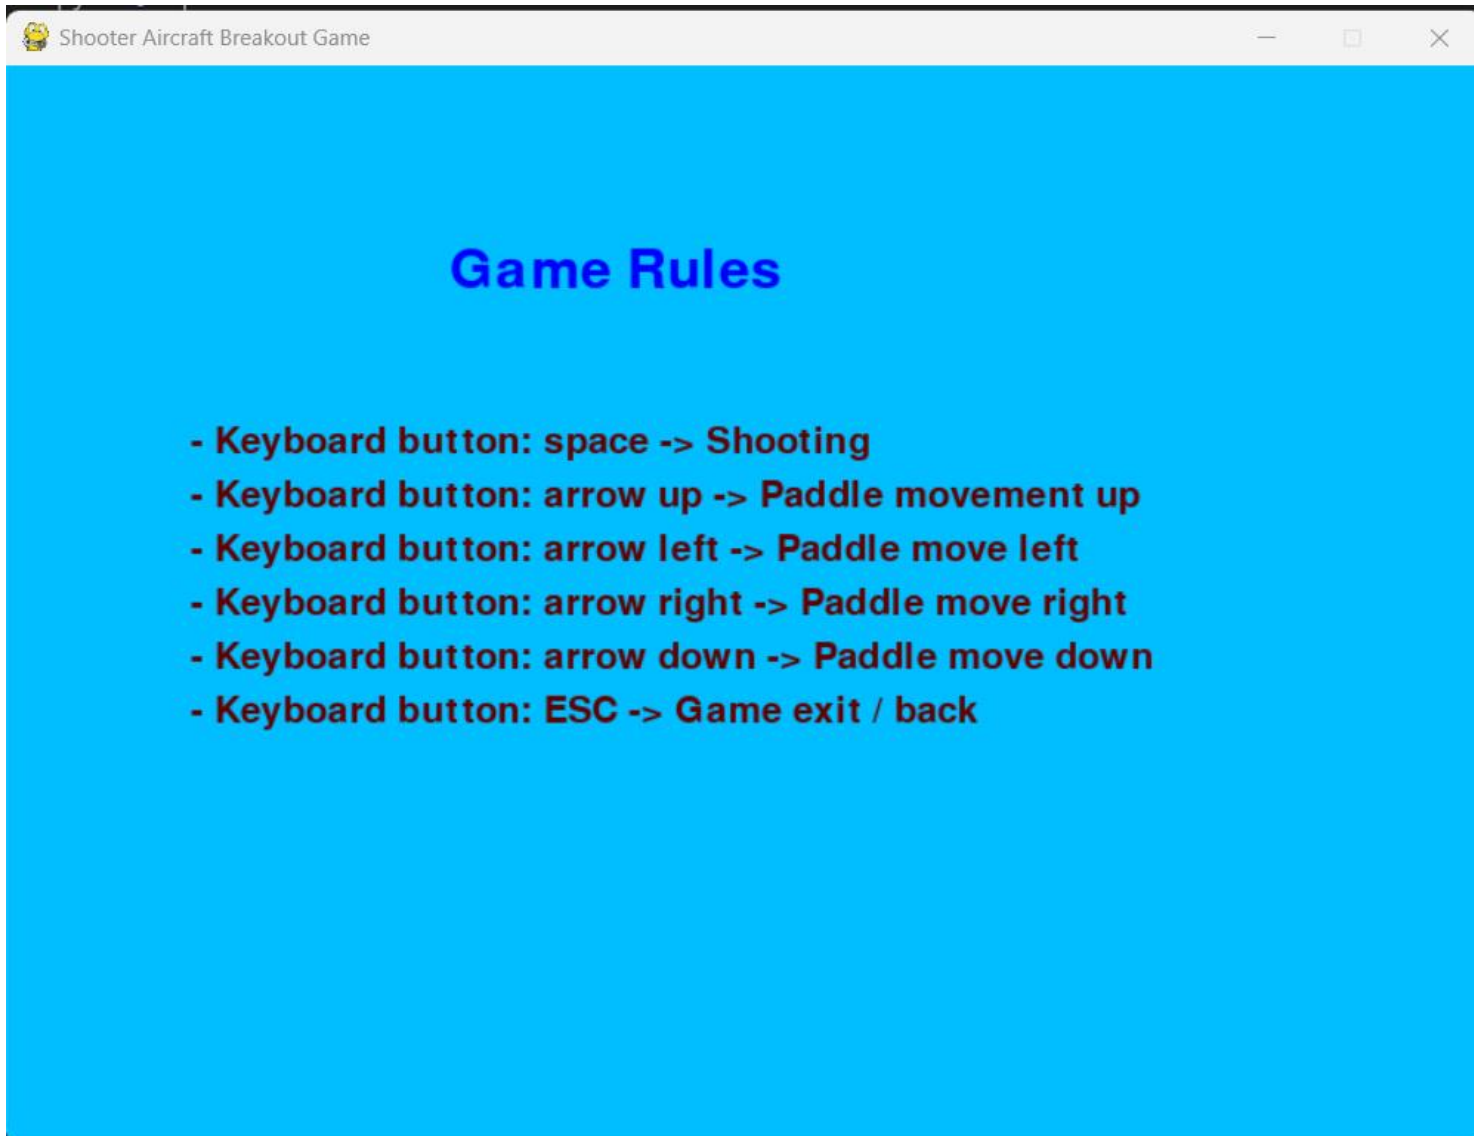 Shooter Aircraft Breakout Game
Game Rules
- Keyboard button: space -> Shooting
- Keyboard button: arrow up -> Paddle movement up
- Keyboard button: arrow left -> Paddle move left
- Keyboard button: arrow right -> Paddle move right
- Keyboard button: arrow down -> Paddle move down
- Keyboard button: ESC -> Game exit / back